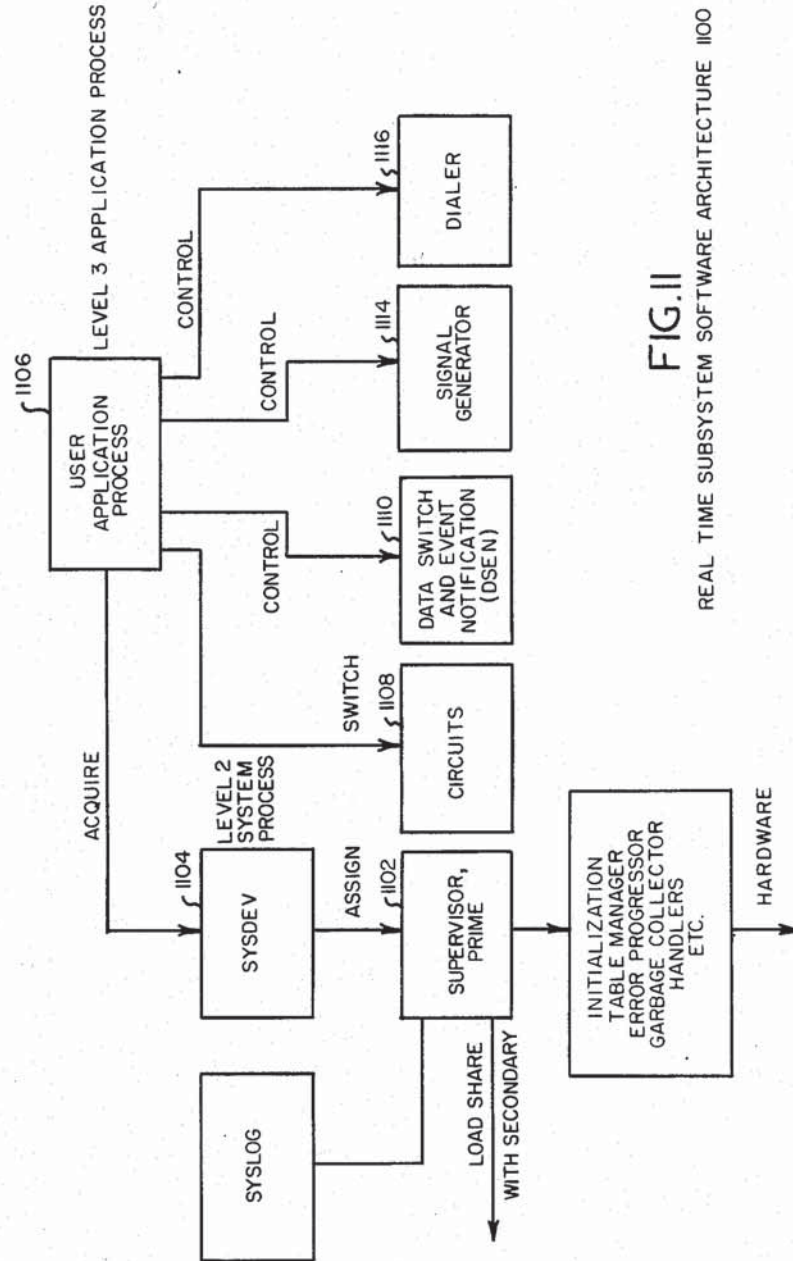 1106
USER
APPLICATION
PROCESS
LEVEL 3 APPLICATION PROCESS
ACQUIRE
SWITCH
CONTROL
CONTROL
CONTROL
SYSLOG
1104
SYSDEV
LEVEL 2
SYSTEM
PROCESS
ASSIGN
1102
SUPERVISOR,
PRIME
1108
CIRCUITS
1110
DATA SWITCH
AND EVENT
NOTIFICATION
(DSEN)
1114
SIGNAL
GENERATOR
1116
DIALER
LOAD SHARE
WITH SECONDARY
INITIALIZATION
TABLE MANAGER
ERROR PROGRESSOR
GARBAGE COLLECTOR
HANDLERS
ETC.
HARDWARE
FIG.11
REAL TIME SUBSYSTEM SOFTWARE ARCHITECTURE 1100